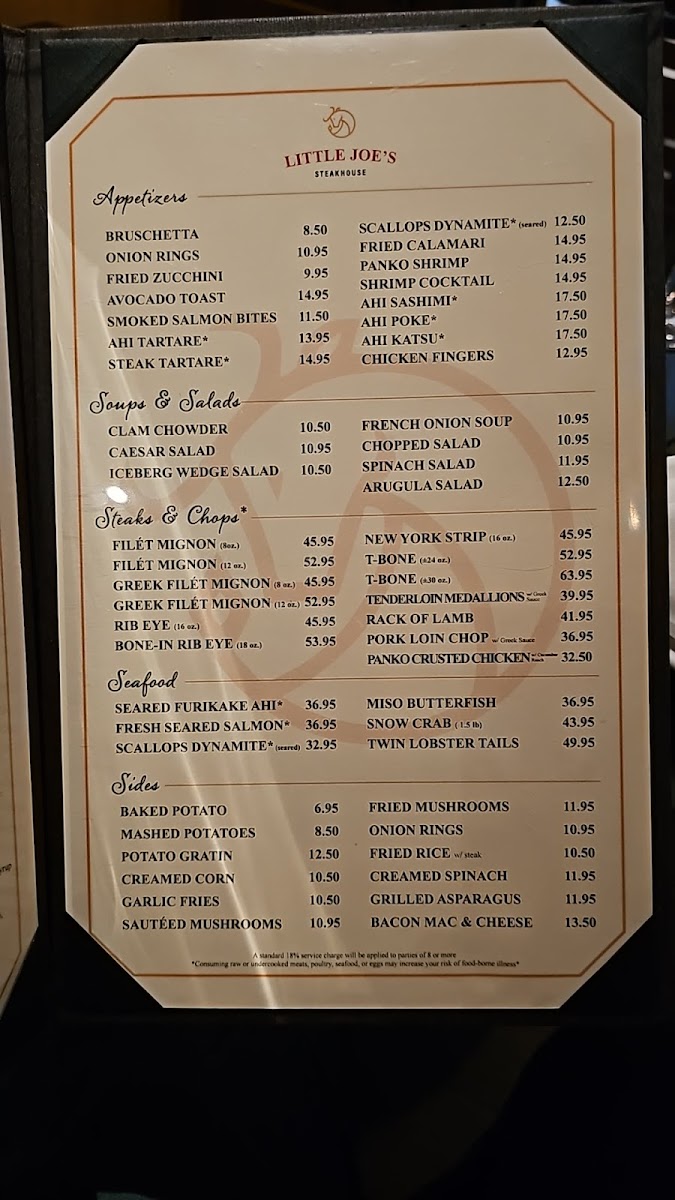 LITTLE JOE'S
STEAKHOUSE
Appetizers
BRUSCHETTA 8.50
ONION RINGS 10.95
FRIED ZUCCHINI 9.95
AVOCADO TOAST 14.95
SMOKED SALMON BITES 11.50
AHI TARTARE* 13.95
STEAK TARTARE* 14.95
SCALLOPS DYNAMITE* (seared) 12.50
FRIED CALAMARI 14.95
PANKO SHRIMP 14.95
SHRIMP COCKTAIL 14.95
AHI SASHIMI* 17.50
AHI POKE* 17.50
AHI KATSU* 17.50
CHICKEN FINGERS 12.95
Soups & Salads
CLAM CHOWDER 10.50
CAESAR SALAD 10.95
ICEBERG WEDGE SALAD 10.50
FRENCH ONION SOUP 10.95
CHOPPED SALAD 10.95
SPINACH SALAD 11.95
ARUGULA SALAD 12.50
Steaks & Chops*
FILÉT MIGNON (8oz.) 45.95
FILÉT MIGNON (12 oz.) 52.95
GREEK FILÉT MIGNON (8 oz.) 45.95
GREEK FILÉT MIGNON (12 oz.) 52.95
RIB EYE (16 oz.) 45.95
BONE-IN RIB EYE (18 oz.) 53.95
NEW YORK STRIP (16 oz.) 45.95
T-BONE (±24 oz.) 52.95
T-BONE (±30 oz.) 63.95
TENDERLOIN MEDALLIONS w/ Greek Sauce 39.95
RACK OF LAMB 41.95
PORK LOIN CHOP w/ Greek Sauce 36.95
PANKO CRUSTED CHICKEN 32.50
Seafood
SEARED FURIKAKE AHI* 36.95
FRESH SEARED SALMON* 36.95
SCALLOPS DYNAMITE* (seared) 32.95
MISO BUTTERFISH 36.95
SNOW CRAB (1.5 lb) 43.95
TWIN LOBSTER TAILS 49.95
Sides
BAKED POTATO 6.95
MASHED POTATOES 8.50
POTATO GRATIN 12.50
CREAMED CORN 10.50
GARLIC FRIES 10.50
SAUTÉED MUSHROOMS 10.95
FRIED MUSHROOMS 11.95
ONION RINGS 10.95
FRIED RICE w/ steak 10.50
CREAMED SPINACH 11.95
GRILLED ASPARAGUS 11.95
BACON MAC & CHEESE 13.50
A standard 18% service charge will be applied to parties of 8 or more
*Consuming raw or undercooked meats, poultry, seafood, or eggs may increase your risk of food-borne illness*